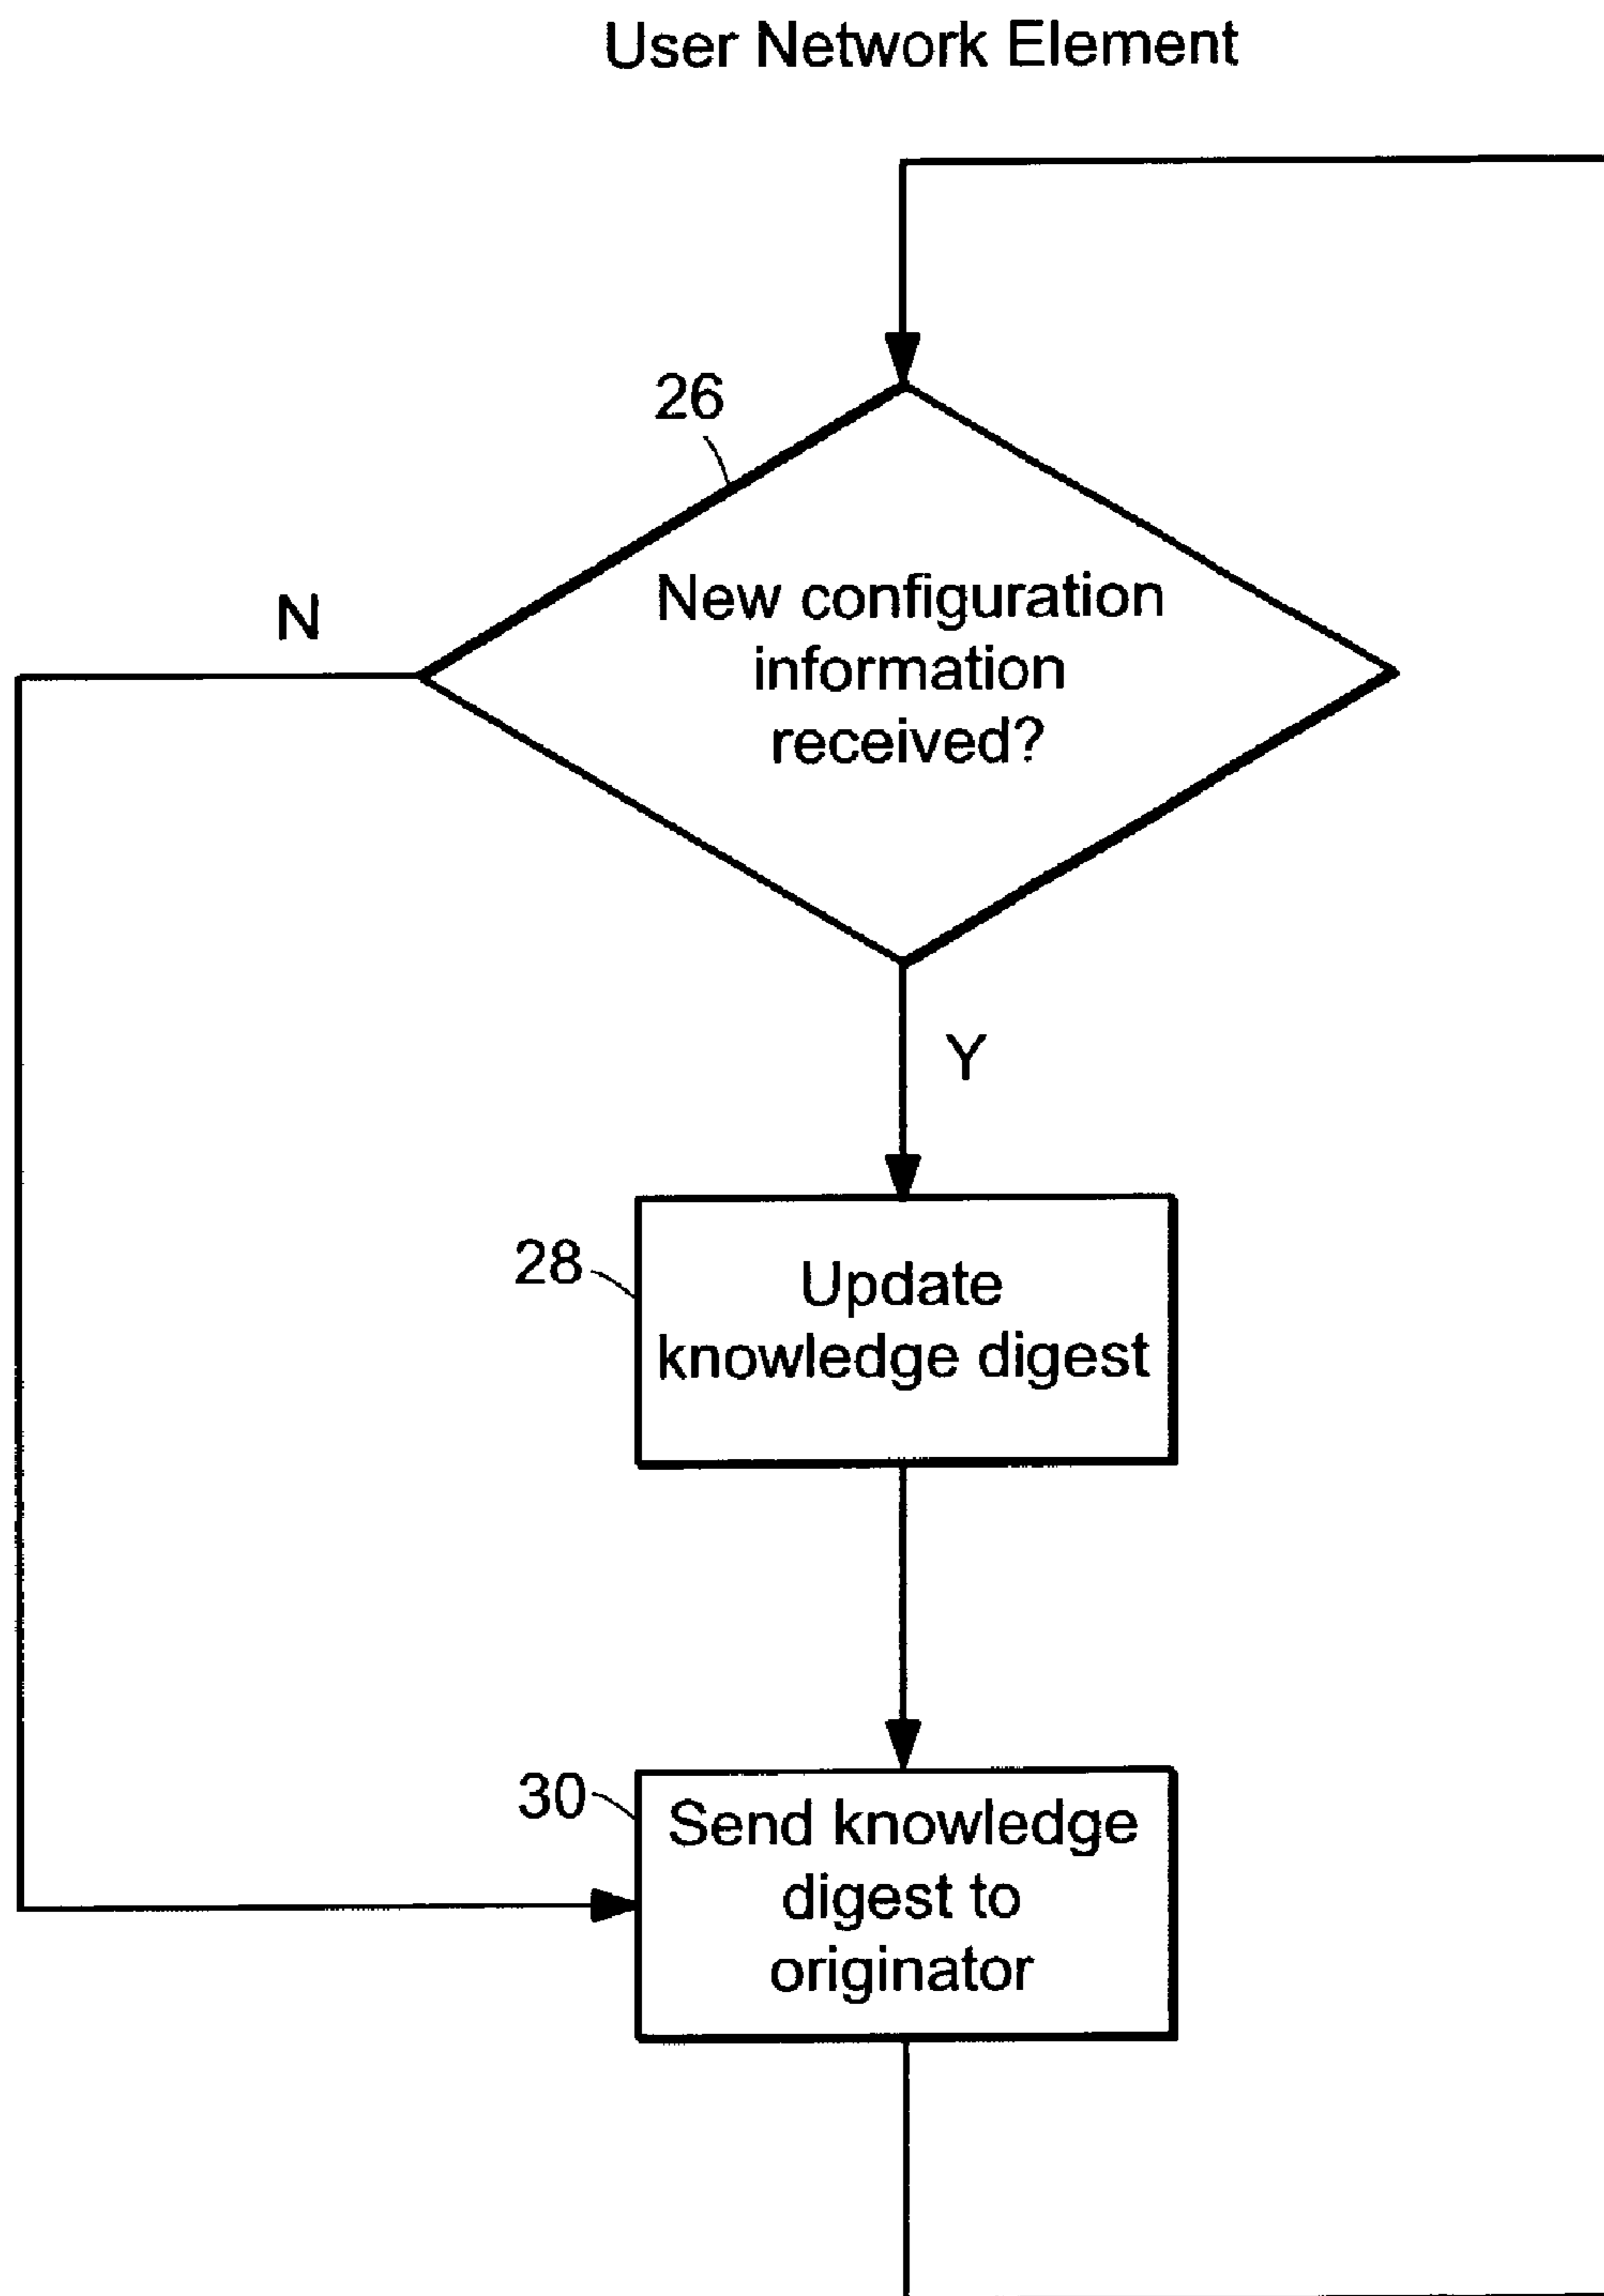 User Network Element
26
N
New configuration
information
received?
Y
28
Update
knowledge digest
30
Send knowledge
digest to
originator